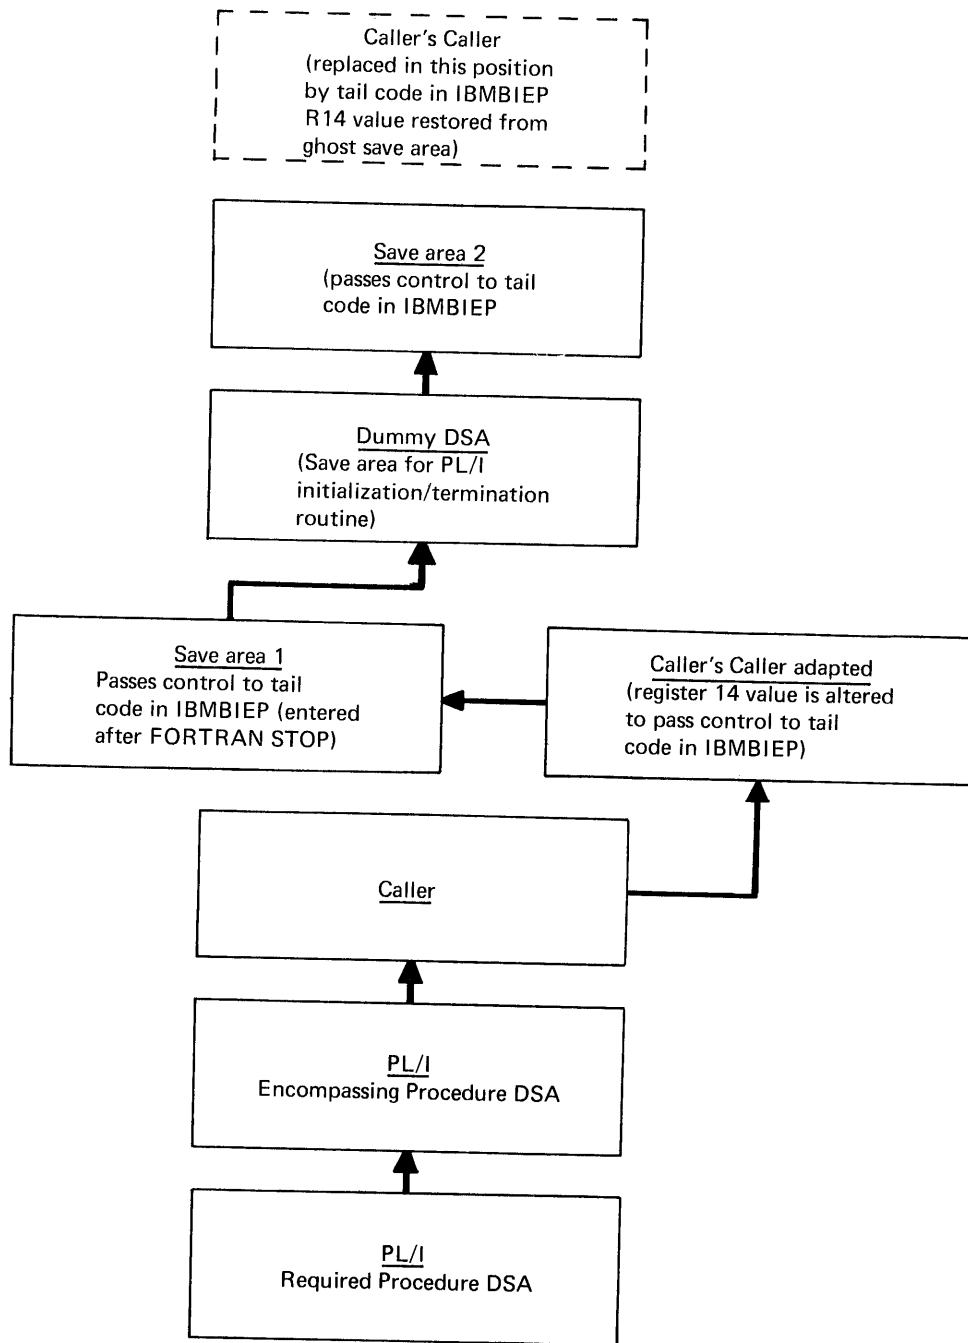 Caller's Caller
(replaced in this position
by tail code in IBMBIEP
R14 value restored from
ghost save area)
Save area 2
(passes control to tail
code in IBMBIEP
Dummy DSA
(Save area for PL/I
initialization/termination
routine)
Save area 1
Passes control to tail
code in IBMBIEP (entered
after FORTRAN STOP)
Caller's Caller adapted
(register 14 value is altered
to pass control to tail
code in IBMBIEP)
Caller
PL/I
Encompassing Procedure DSA
PL/I
Required Procedure DSA